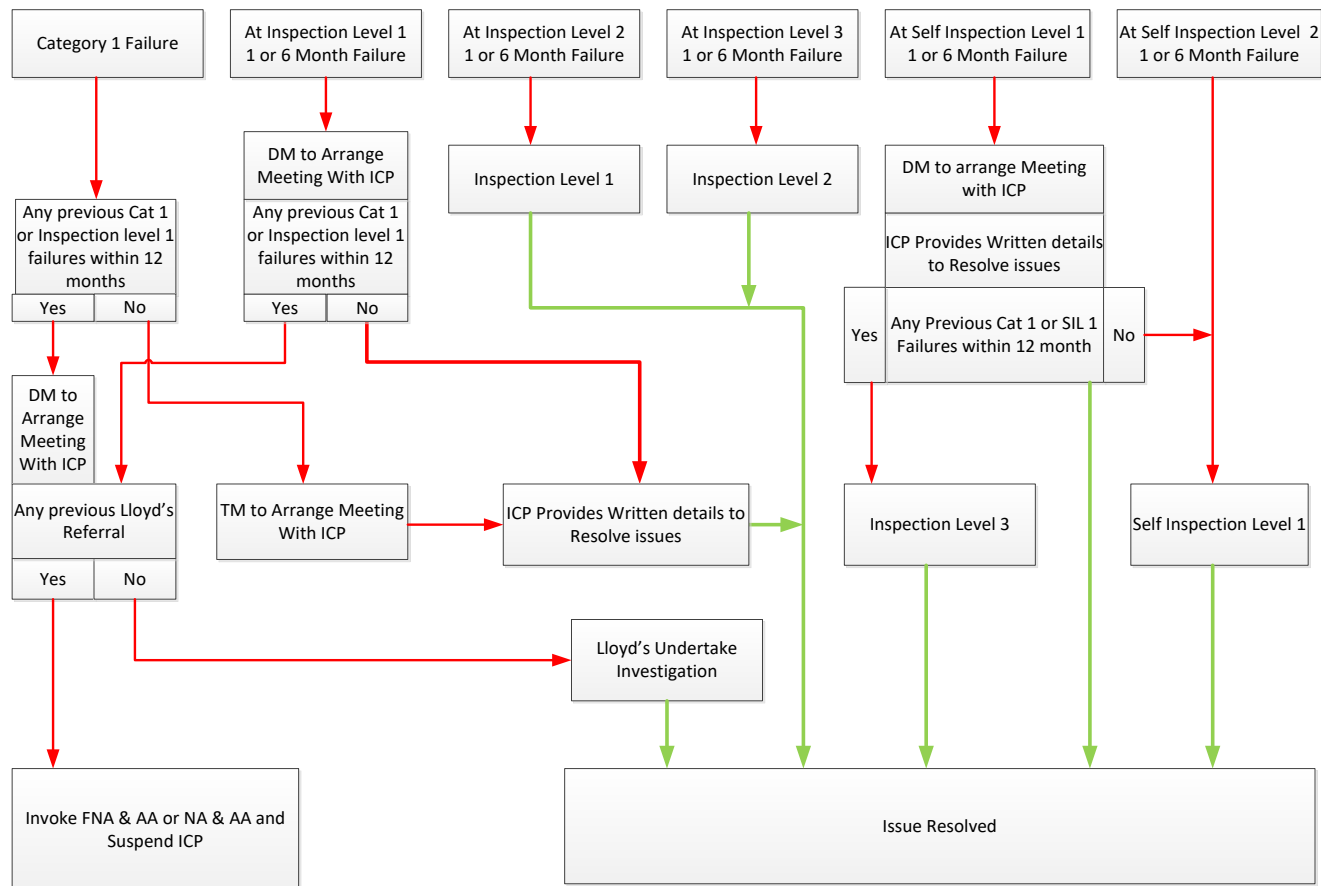 Category 1 Failure
At Inspection Level 1
1 or 6 Month Failure
At Inspection Level 2
1 or 6 Month Failure
At Inspection Level 3
1 or 6 Month Failure
At Self Inspection Level 1
1 or 6 Month Failure
At Self Inspection Level 2
1 or 6 Month Failure
DM to Arrange
Meeting With ICP
Inspection Level 1
Inspection Level 2
DM to arrange Meeting
with ICP
Any previous Cat 1
or Inspection level 1
failures within 12
months
Yes
No
Any previous Cat 1
or Inspection level 1
failures within 12
months
Yes
No
ICP Provides Written details
to Resolve issues
Yes
Any Previous Cat 1 or SIL 1
Failures within 12 month
No
DM to
Arrange
Meeting
With ICP
Any previous Lloyd's
Referral
Yes
No
TM to Arrange Meeting
With ICP
ICP Provides Written details to
Resolve issues
Inspection Level 3
Self Inspection Level 1
Lloyd's Undertake
Investigation
Invoke FNA & AA or NA & AA and
Suspend ICP
Issue Resolved